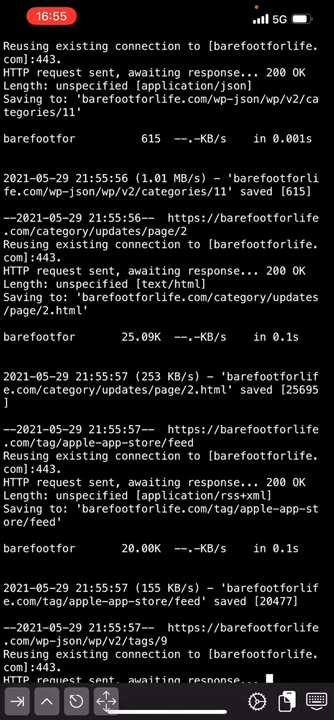 16:55
5G
Reusing existing connection to [barefootforlife.
com]:443.
HTTP request sent, awaiting response... 200 OK
Length: unspecified [application/json]
Saving to: 'barefootforlife.com/wp-json/wp/v2/ca
tegories/11'
barefootfor 615 --.-KB/s in 0.001s
2021-05-29 21:55:56 (1.01 MB/s) - 'barefootforli
fe.com/wp-json/wp/v2/categories/11' saved [615]
--2021-05-29 21:55:56-- https://barefootforlife
.com/category/updates/page/2
Reusing existing connection to [barefootforlife.
com]:443.
HTTP request sent, awaiting response... 200 OK
Length: unspecified [text/html]
Saving to: 'barefootforlife.com/category/updates
/page/2.html'
barefootfor 25.09K --.-KB/s in 0.1s
2021-05-29 21:55:57 (253 KB/s) - 'barefootforlif
e.com/category/updates/page/2.html' saved [25695
]
--2021-05-29 21:55:57-- https://barefootforlife
.com/tag/apple-app-store/feed
Reusing existing connection to [barefootforlife.
com]:443.
HTTP request sent, awaiting response... 200 OK
Length: unspecified [application/rss+xml]
Saving to: 'barefootforlife.com/tag/apple-app-st
ore/feed'
barefootfor 20.00K --.-KB/s in 0.1s
2021-05-29 21:55:57 (155 KB/s) - 'barefootforlif
e.com/tag/apple-app-store/feed' saved [20477]
--2021-05-29 21:55:57-- https://barefootforlife
.com/wp-json/wp/v2/tags/9
Reusing existing connection to [barefootforlife.
com]:443.
HTTP request sent, awaiting response...